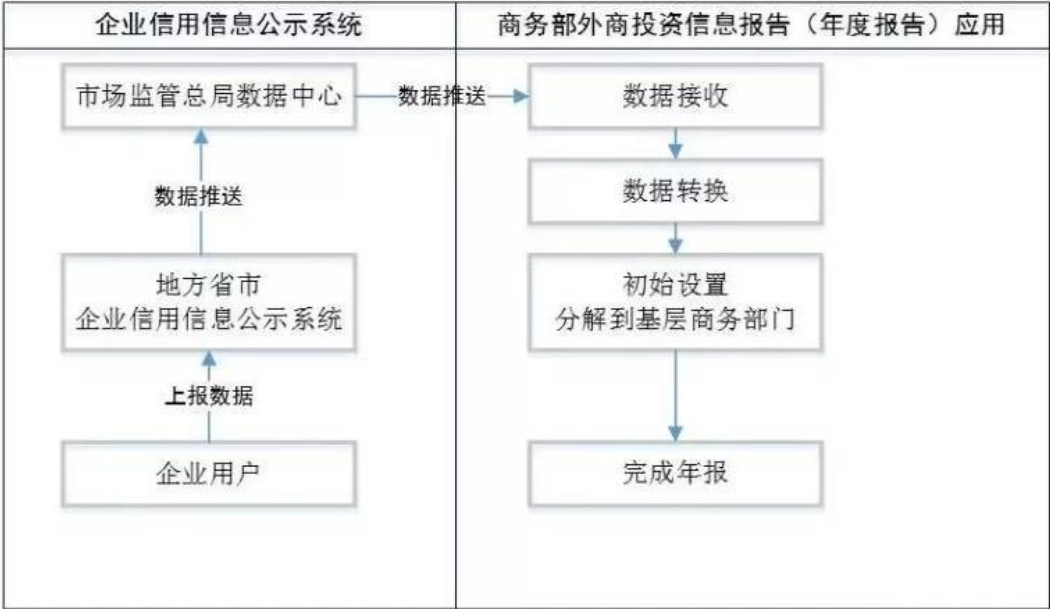 企业信用信息公示系统
商务部外商投资信息报告（年度报告）应用
市场监管总局数据中心
数据推送
数据接收
数据转换
数据推送
地方省市
企业信用信息公示系统
初始设置
分解到基层商务部门
上报数据
企业用户
完成年报